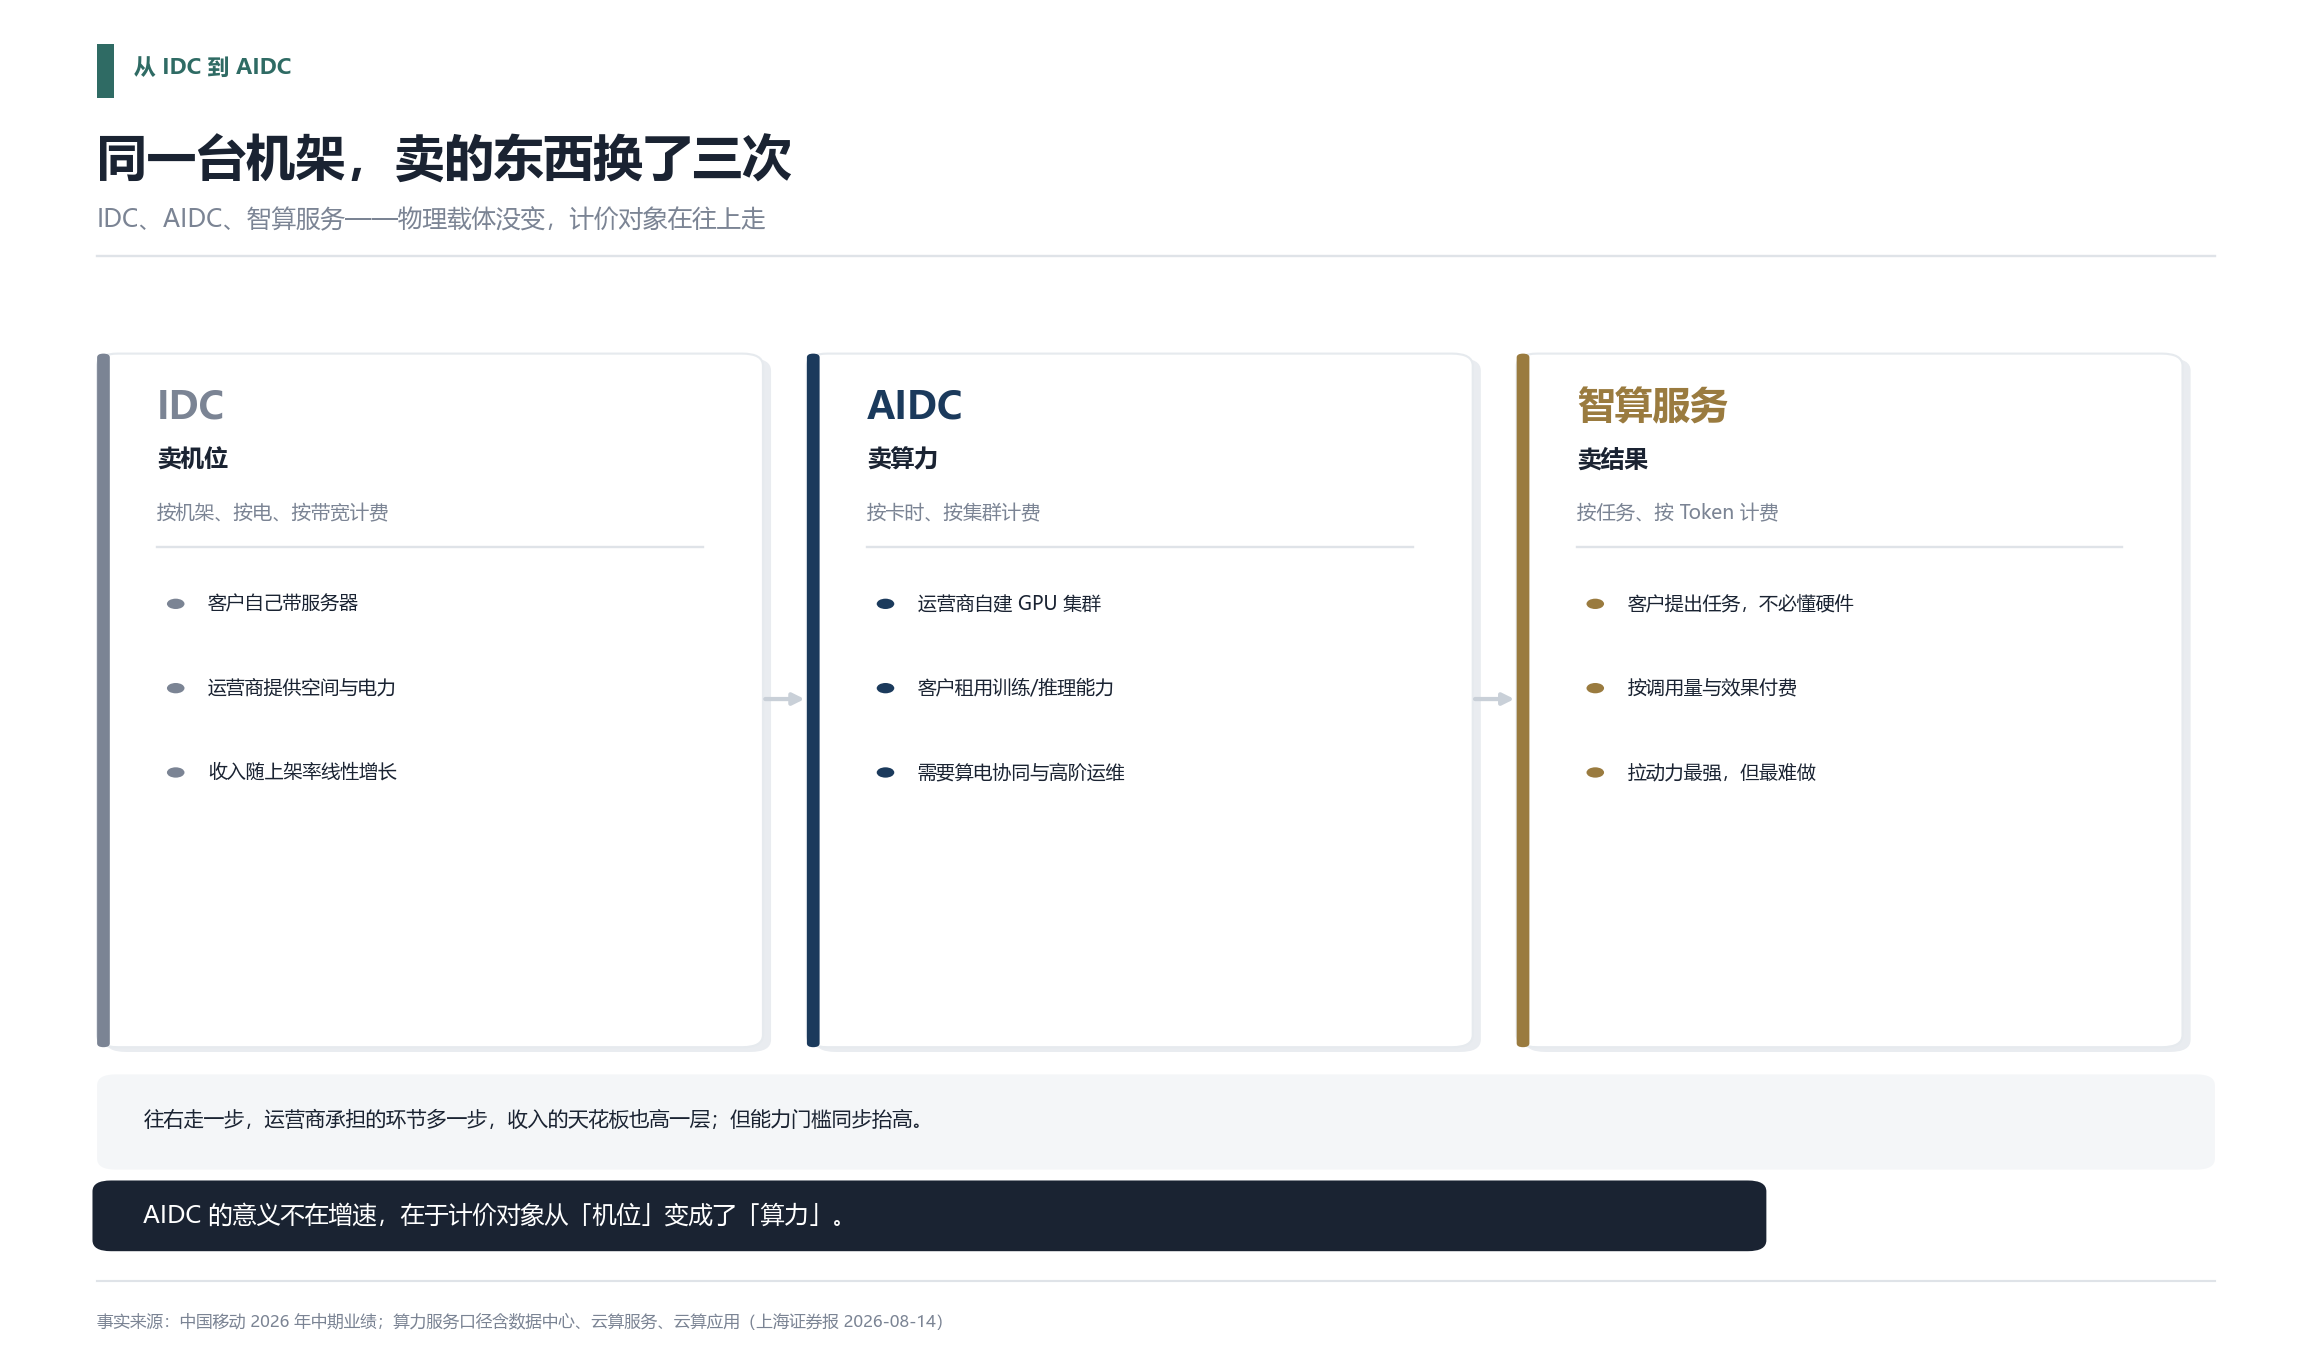 从 IDC 到 AIDC
同一台机架，卖的东西换了三次
IDC、AIDC、智算服务——物理载体没变，计价对象在往上走
IDC
卖机位
按机架、按电、按带宽计费
客户自己带服务器
运营商提供空间与电力
收入随上架率线性增长
AIDC
卖算力
按卡时、按集群计费
运营商自建 GPU 集群
客户租用训练/推理能力
需要算电协同与高阶运维
智算服务
卖结果
按任务、按 Token 计费
客户提出任务，不必懂硬件
按调用量与效果付费
拉动力最强，但最难做
往右走一步，运营商承担的环节多一步，收入的天花板也高一层；但能力门槛同步抬高。
AIDC 的意义不在增速，在于计价对象从「机位」变成了「算力」。
事实来源：中国移动 2026 年中期业绩；算力服务口径含数据中心、云算服务、云算应用（上海证券报 2026-08-14）